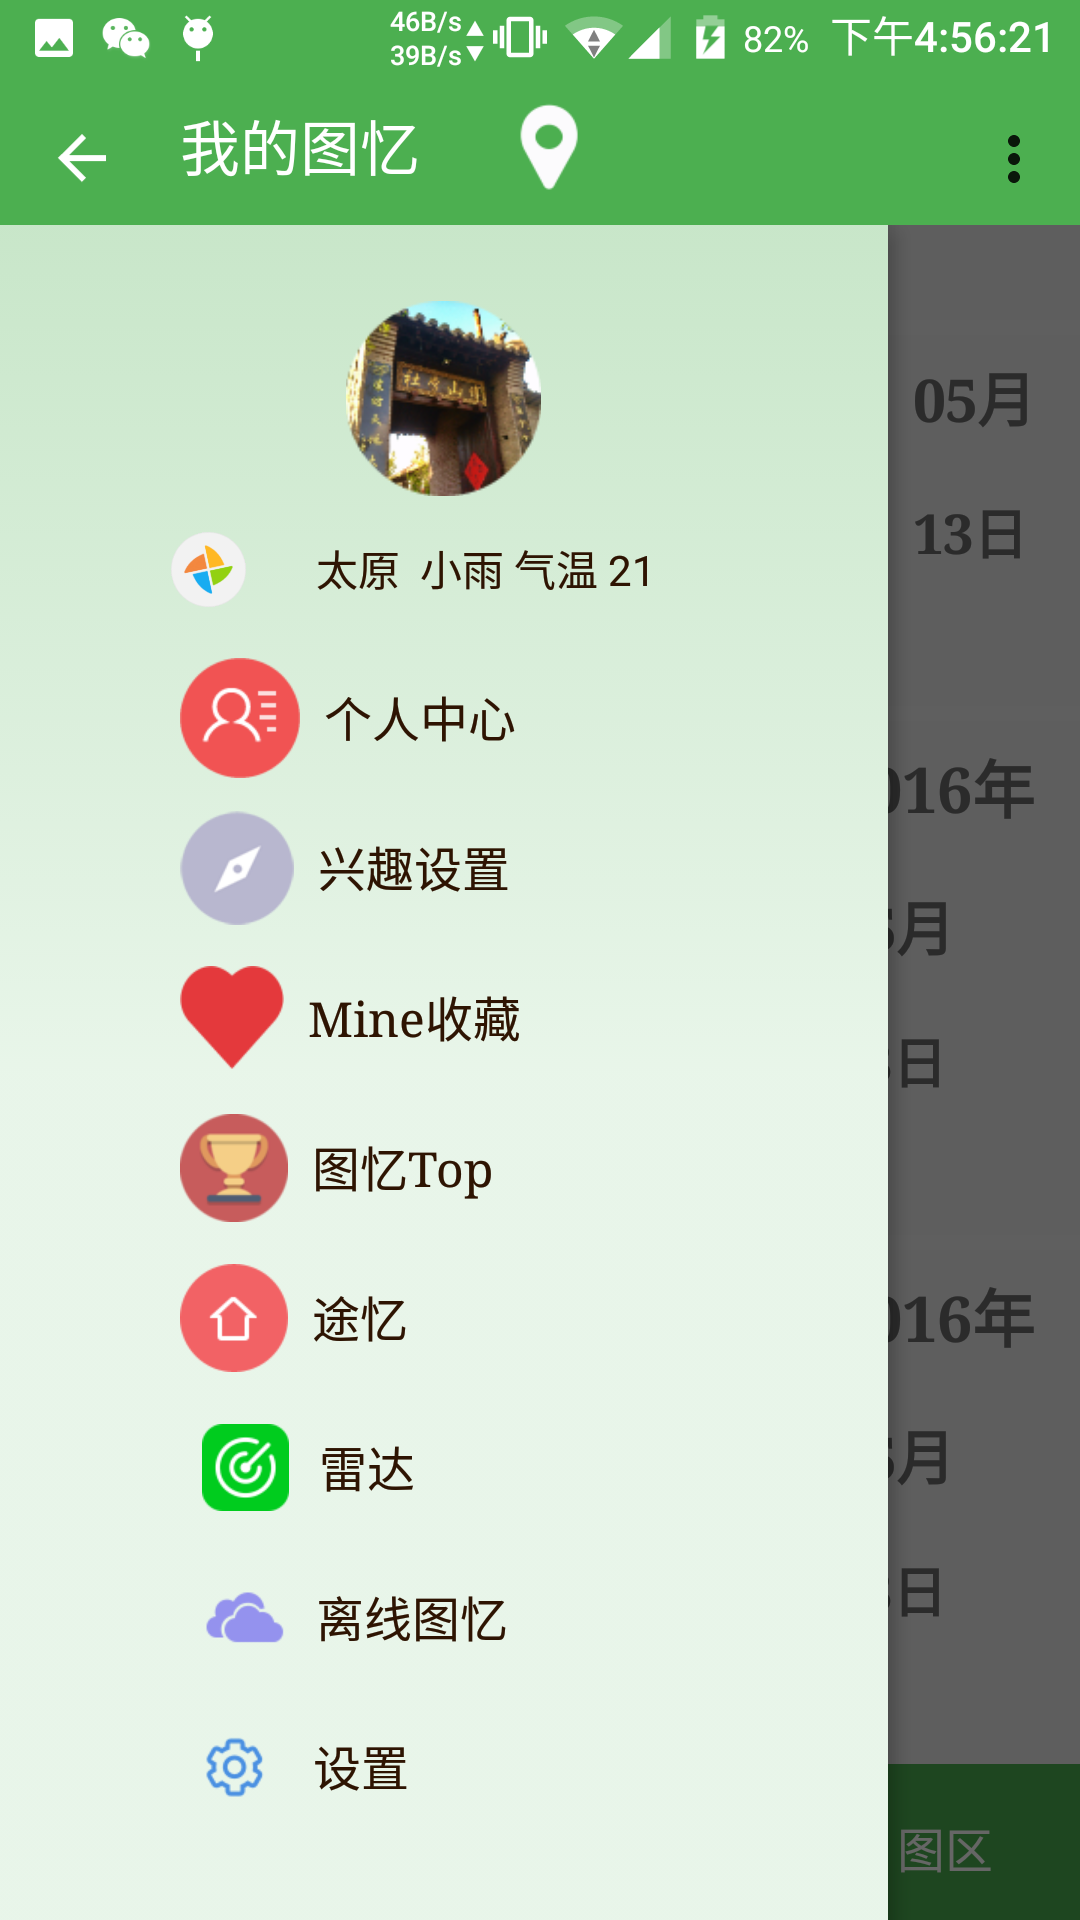 46B/s
39B/s
82%
下午4:56:21
我的图忆
太原 小雨 气温 21
个人中心
兴趣设置
Mine收藏
图忆Top
途忆
雷达
离线图忆
设置
05月
13日
016年
月
日
016年
月
日
图区